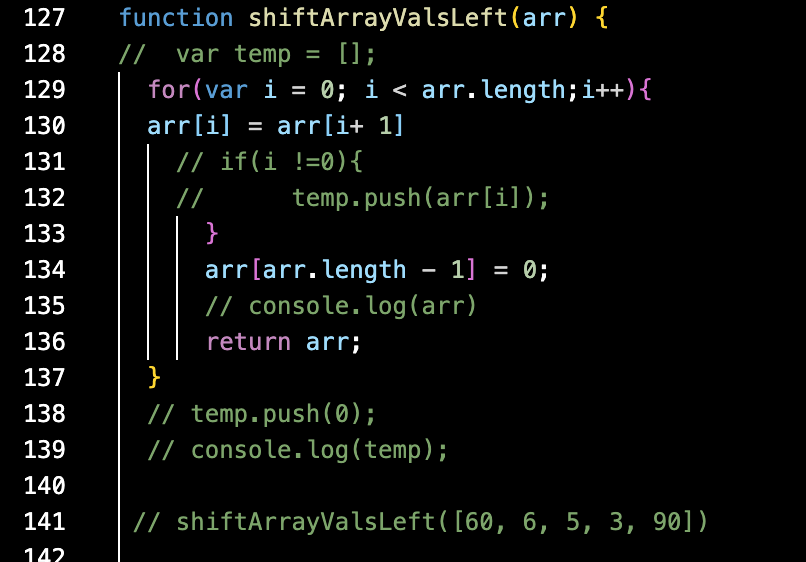 127 function shiftArrayValsLeft(arr) {
128 //  var temp = [];
129 for(var i = 0; i < arr.length;i++){
130 arr[i] = arr[i+ 1]
131 // if(i !=0){
132 //      temp.push(arr[i]);
133 }
134 arr[arr.length - 1] = 0;
135 // console.log(arr)
136 return arr;
137 }
138 // temp.push(0);
139 // console.log(temp);
140
141 // shiftArrayValsLeft([60, 6, 5, 3, 90])
142